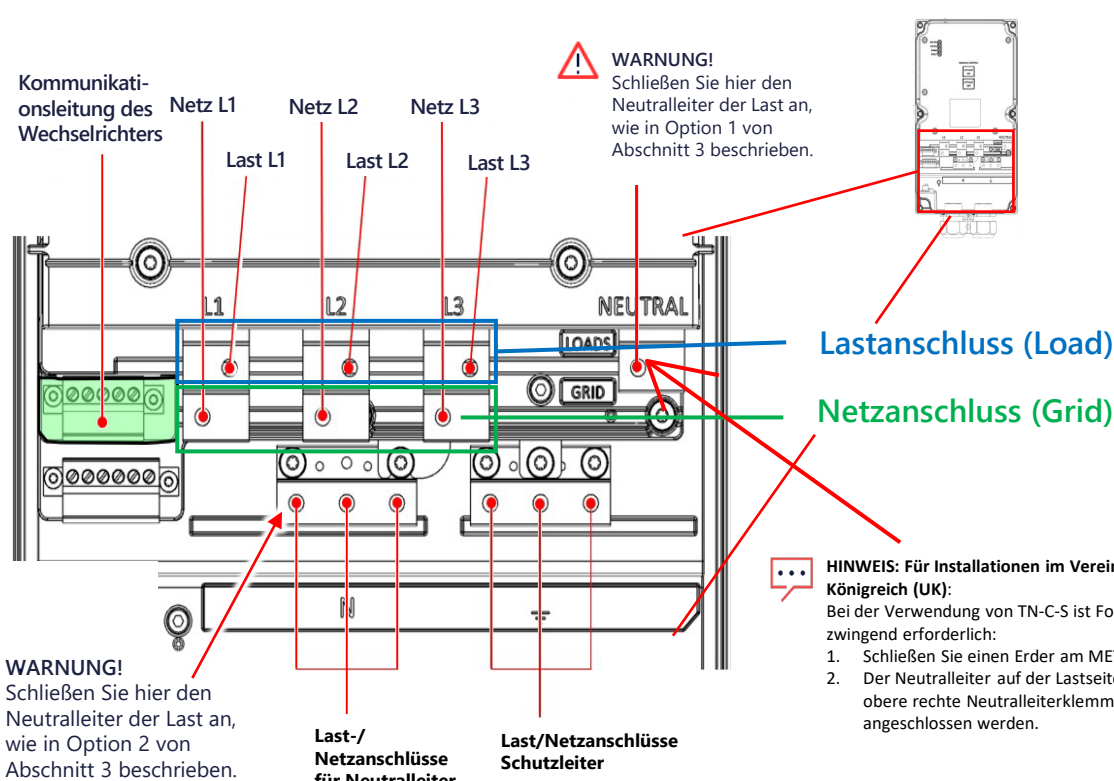 WARNUNG!
Schließen Sie hier den
Neutralleiter der Last an,
wie in Option 1 von
Abschnitt 3 beschrieben.
Kommunikati-
onsleitung des
Wechselrichters
Netz L1
Netz L2
Netz L3
Last L1
Last L2
Last L3
L1
L2
L3
NEUTRAL
LOADS
GRID
Lastanschluss (Load)
Netzanschluss (Grid)
N
HINWEIS: Für Installationen im Verein
Königreich (UK):
Bei der Verwendung von TN-C-S ist Fo
zwingend erforderlich:
1. Schließen Sie einen Erder am MET
2. Der Neutralleiter auf der Lastseite
obere rechte Neutralleiterklemm
angeschlossen werden.
WARNUNG!
Schließen Sie hier den
Neutralleiter der Last an,
wie in Option 2 von
Abschnitt 3 beschrieben.
Last-/
Netzanschlüsse
für Neutralleiter
Last/Netzanschlüsse
Schutzleiter